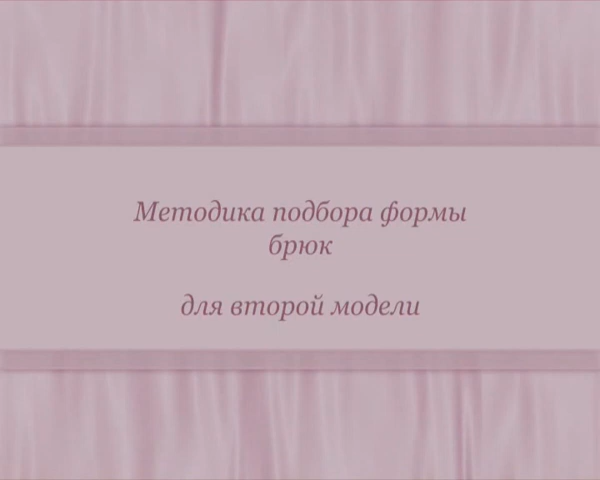 Методика подбора формы
брюк
для второй модели